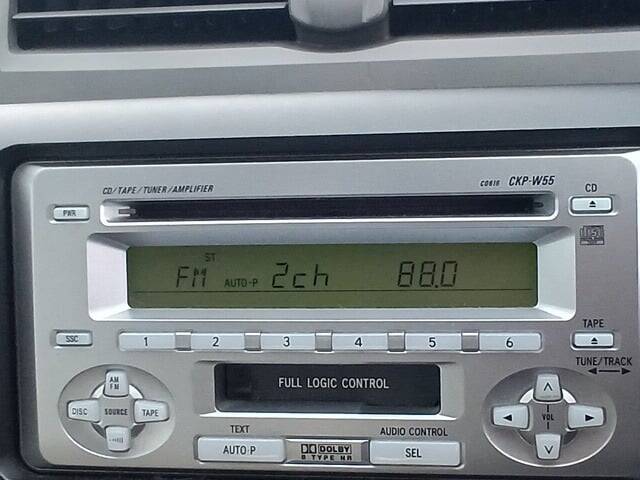 CD/TAPE/TUNER/AMPLIFIER
CD616 CKP-W55
CD
PWR
ST
FM AUTO-P 2ch 88.0
SSC
1 2 3 4 5 6
TAPE
TUNE/TRACK
FULL LOGIC CONTROL
AM
FM
DISC SOURCE TAPE
VOL
TEXT
AUTO·P
DOLBY
B TYPE NR
AUDIO CONTROL
SEL